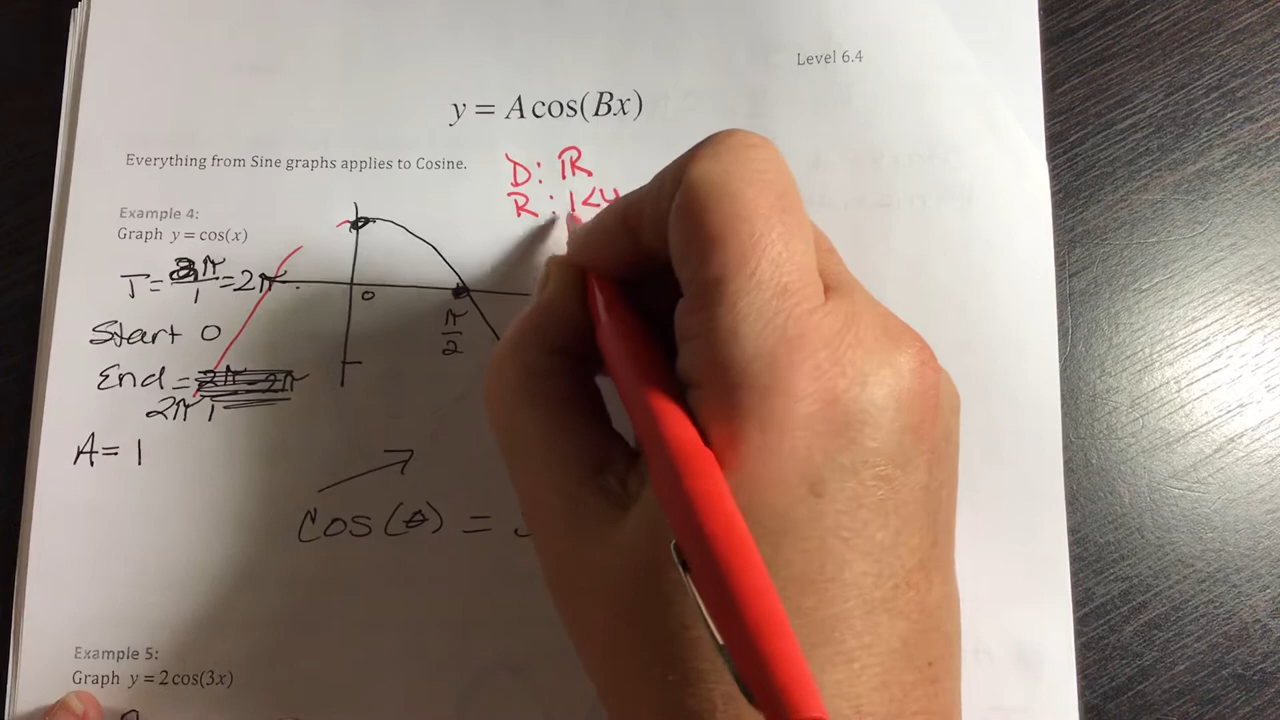 Level 6.4
y = A cos(Bx)
Everything from Sine graphs applies to Cosine.
D: ℝ
R: 1<y
Example 4:
Graph y = cos(x)
T = 2π/1 = 2π
0
π/2
Start 0
End =
2π
A = 1
cos(θ) =
Example 5:
Graph y = 2cos(3x)